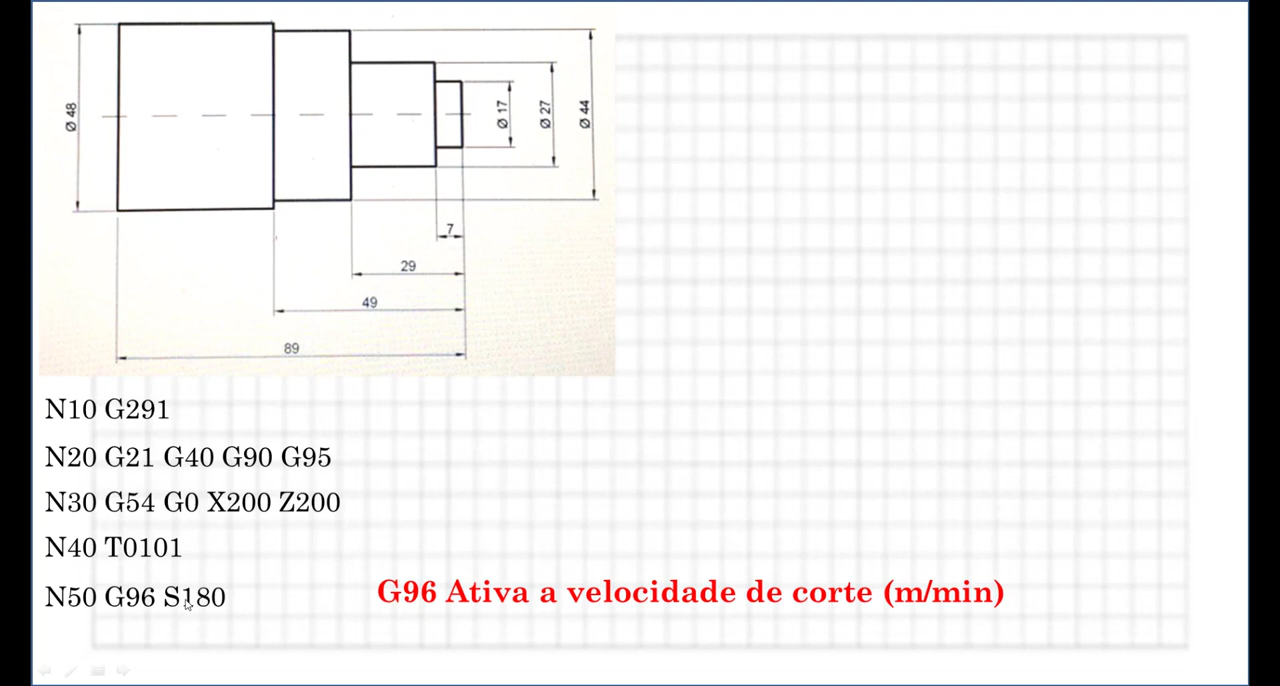 Ø 48
Ø 17
Ø 27
Ø 44
7
29
49
89
N10 G291
N20 G21 G40 G90 G95
N30 G54 G0 X200 Z200
N40 T0101
N50 G96 S180
G96 Ativa a velocidade de corte (m/min)